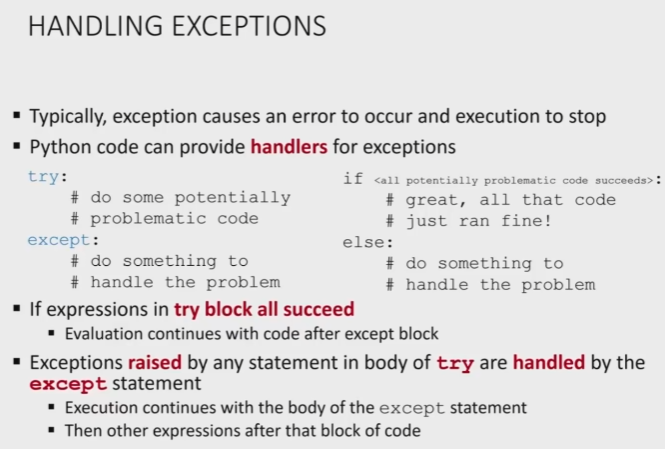 HANDLING EXCEPTIONS
▪ Typically, exception causes an error to occur and execution to stop
▪ Python code can provide handlers for exceptions
try:
# do some potentially
# problematic code
except:
# do something to
# handle the problem
if <all potentially problematic code succeeds>:
# great, all that code
# just ran fine!
else:
# do something to
# handle the problem
▪ If expressions in try block all succeed
▪ Evaluation continues with code after except block
▪ Exceptions raised by any statement in body of try are handled by the
except statement
▪ Execution continues with the body of the except statement
▪ Then other expressions after that block of code